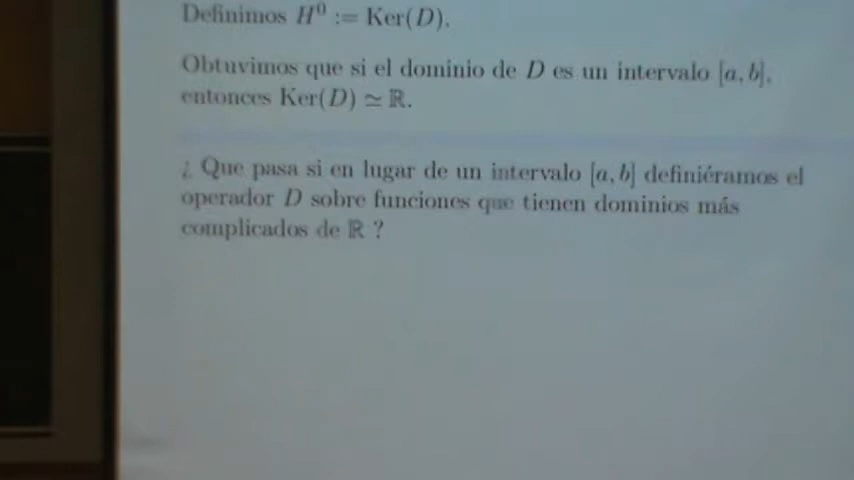 Definimos H⁰ := Ker(D).
Obtuvimos que si el dominio de D es un intervalo [a, b],
entonces Ker(D) ≃ ℝ.
¿ Que pasa si en lugar de un intervalo [a, b] definiéramos el
operador D sobre funciones que tienen dominios más
complicados de ℝ ?